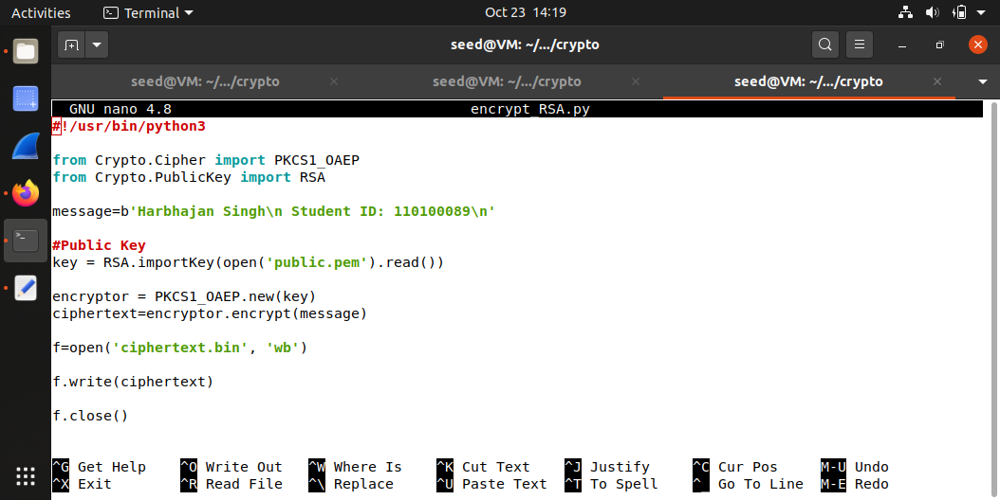 Activities Terminal Oct 23 14:19
seed@VM: ~/.../crypto
seed@VM: ~/.../crypto seed@VM: ~/.../crypto seed@VM: ~/.../crypto
GNU nano 4.8 encrypt_RSA.py
#!/usr/bin/python3
from Crypto.Cipher import PKCS1_OAEP
from Crypto.PublicKey import RSA
message=b'Harbhajan Singh\n Student ID: 110100089\n'
#Public Key
key = RSA.importKey(open('public.pem').read())
encryptor = PKCS1_OAEP.new(key)
ciphertext=encryptor.encrypt(message)
f=open('ciphertext.bin', 'wb')
f.write(ciphertext)
f.close()
^G Get Help ^O Write Out ^W Where Is ^K Cut Text ^J Justify ^C Cur Pos M-U Undo
^X Exit ^R Read File ^\ Replace ^U Paste Text ^T To Spell ^_ Go To Line M-E Redo